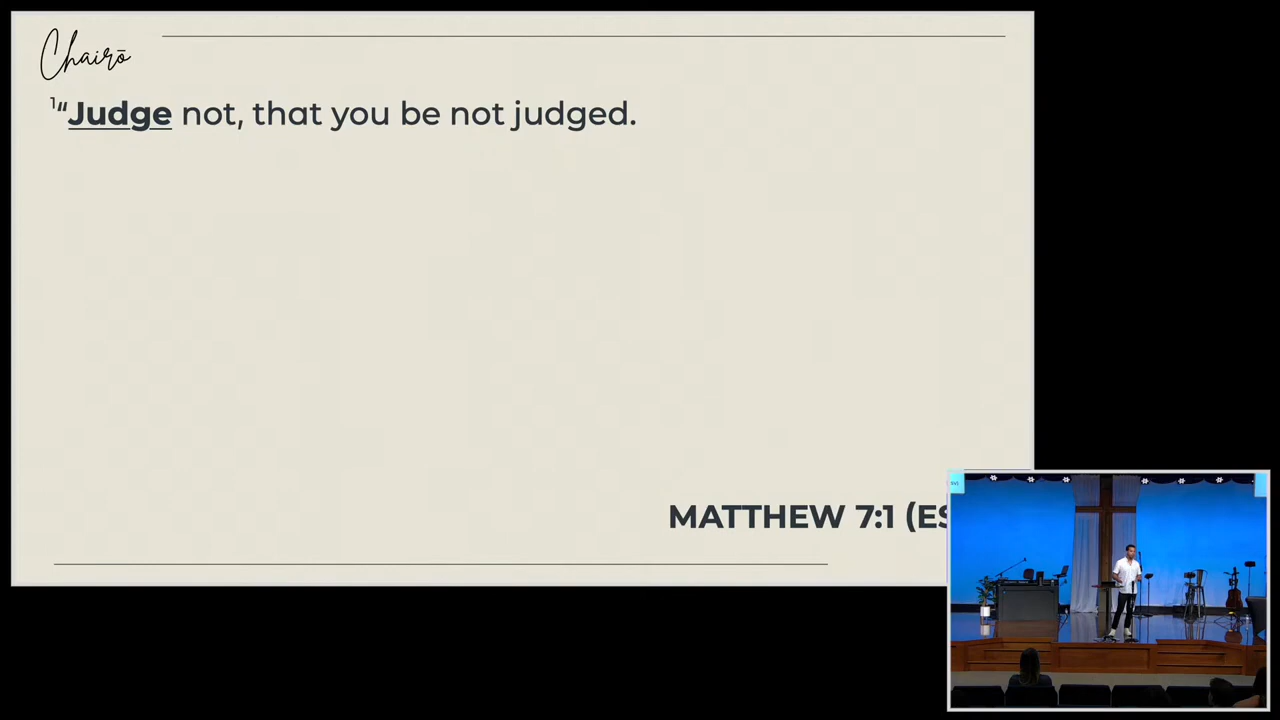 Chairō
1“Judge not, that you be not judged.
MATTHEW 7:1 (ES